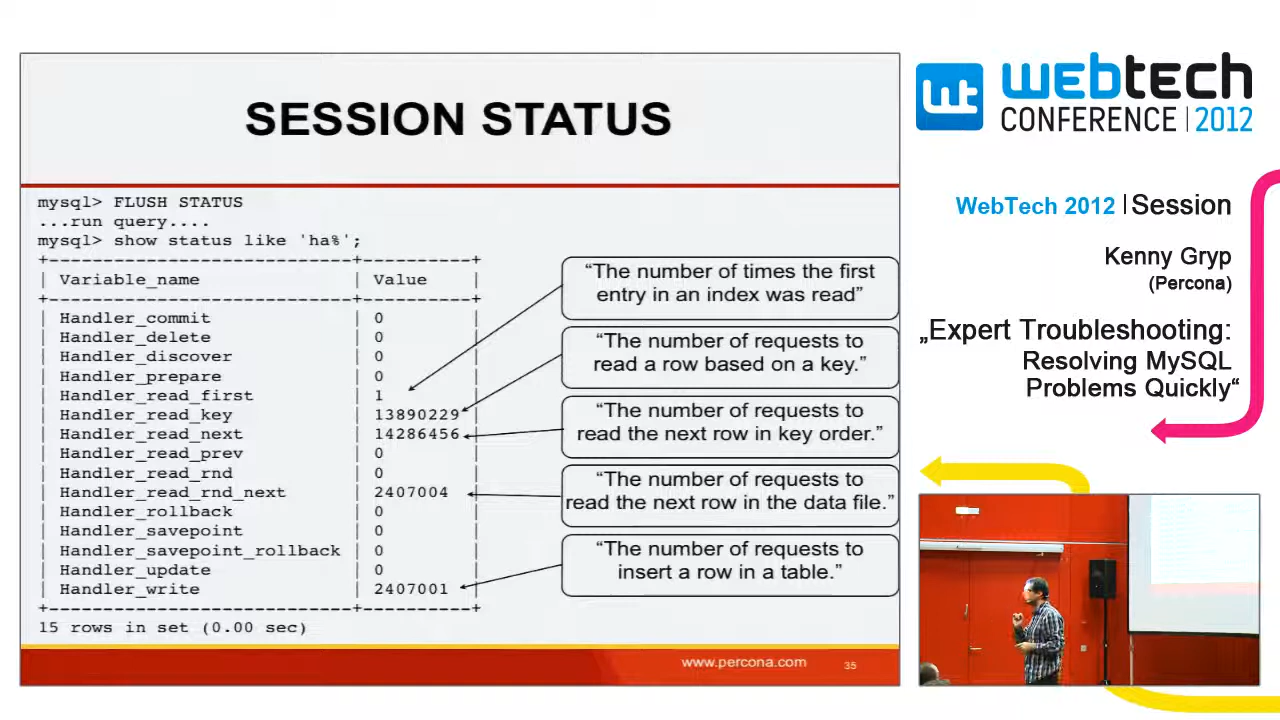 SESSION STATUS
mysql> FLUSH STATUS
...run query....
mysql> show status like 'ha%';
+----------------------------+----------+
| Variable_name | Value |
+----------------------------+----------+
| Handler_commit | 0 |
| Handler_delete | 0 |
| Handler_discover | 0 |
| Handler_prepare | 0 |
| Handler_read_first | 1 |
| Handler_read_key | 13890229 |
| Handler_read_next | 14286456 |
| Handler_read_prev | 0 |
| Handler_read_rnd | 0 |
| Handler_read_rnd_next | 2407004 |
| Handler_rollback | 0 |
| Handler_savepoint | 0 |
| Handler_savepoint_rollback | 0 |
| Handler_update | 0 |
| Handler_write | 2407001 |
+----------------------------+----------+
15 rows in set (0.00 sec)
“The number of times the first
entry in an index was read”
“The number of requests to
read a row based on a key.”
“The number of requests to
read the next row in key order.”
“The number of requests to
read the next row in the data file.”
“The number of requests to
insert a row in a table.”
www.percona.com 35
wt webtech
CONFERENCE | 2012
WebTech 2012 | Session
Kenny Gryp
(Percona)
„Expert Troubleshooting:
Resolving MySQL
Problems Quickly“